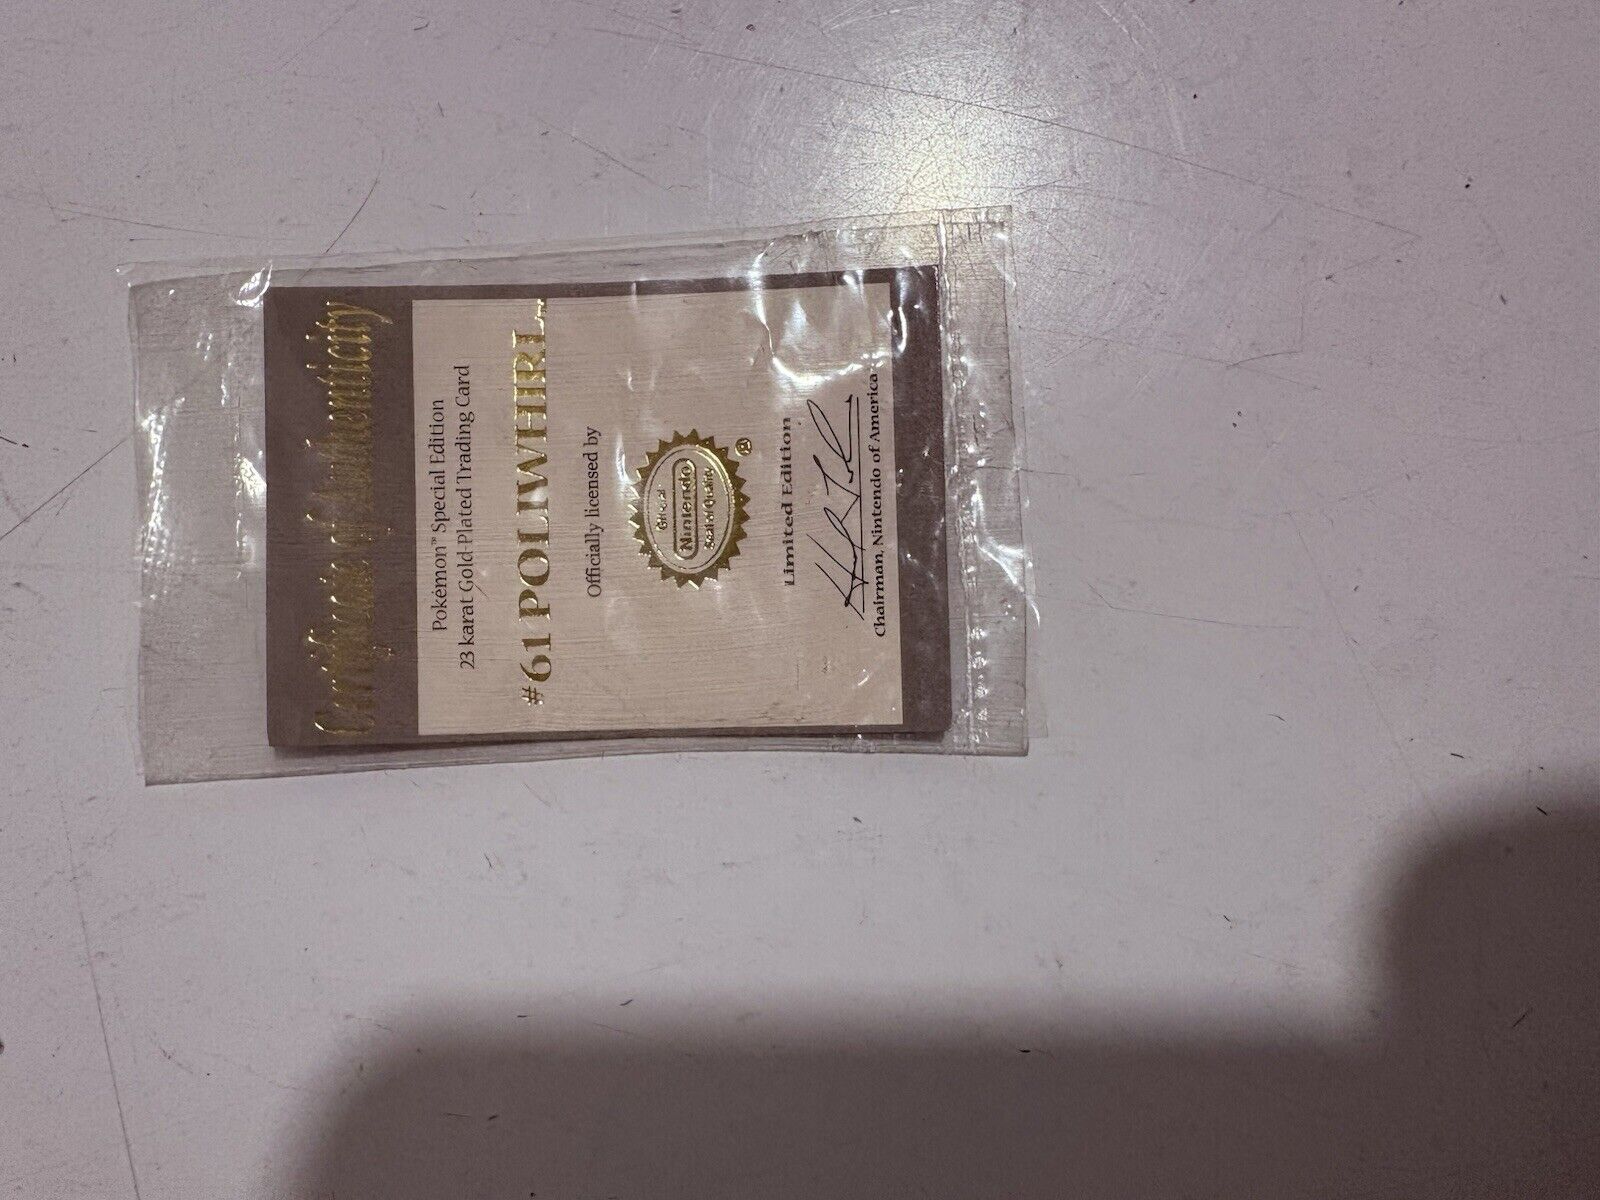 Certificate of Authenticity
Pokémon™ Special Edition
23 karat Gold-Plated Trading Card
#61 POLIWHIRL™
Officially licensed by
Official
Nintendo
Seal of Quality
®
Limited Edition
Chairman, Nintendo of America